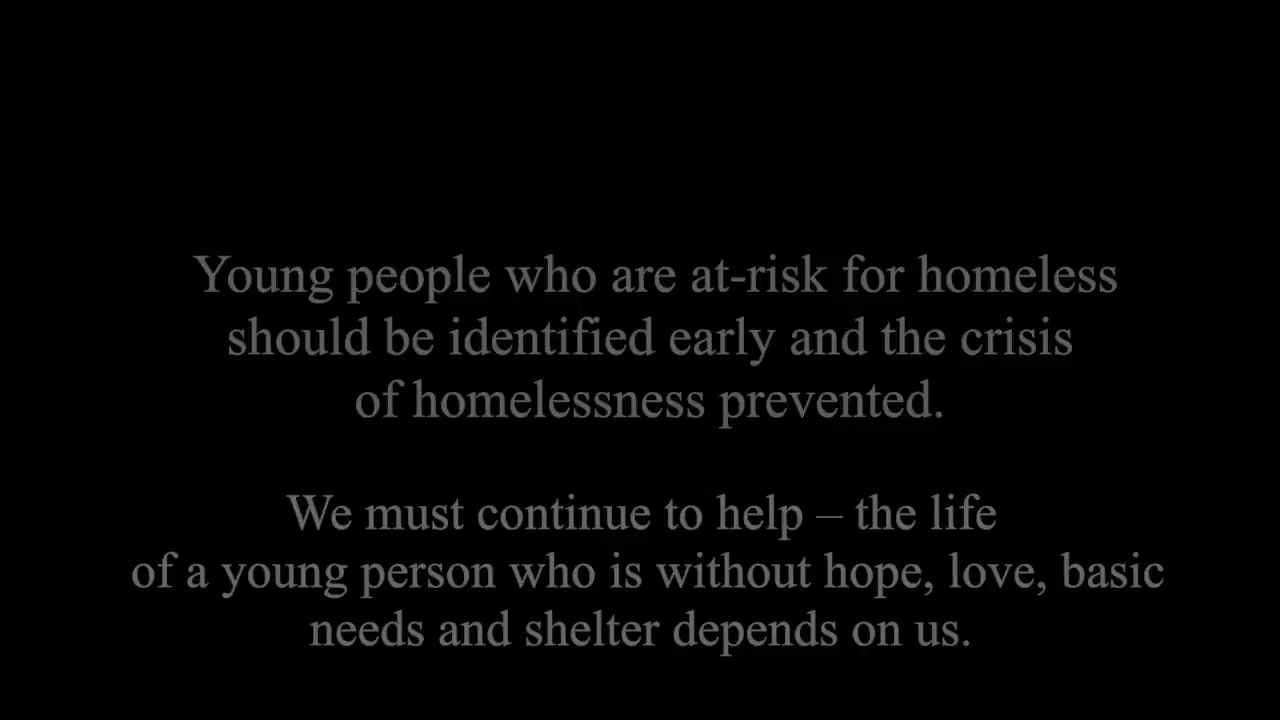 Young people who are at-risk for homeless
should be identified early and the crisis
of homelessness prevented.
We must continue to help – the life
of a young person who is without hope, love, basic
needs and shelter depends on us.